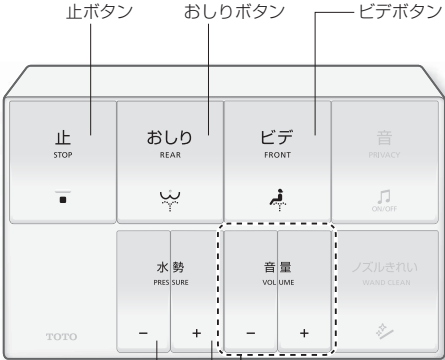 止ボタン おしりボタン ビデボタン
止 おしり ビデ 音
STOP REAR FRONT PRIVACY
ON/OFF
水勢 音量 ノズルきれい
PRESSURE VOLUME WAND CLEAN
− + − +
TOTO